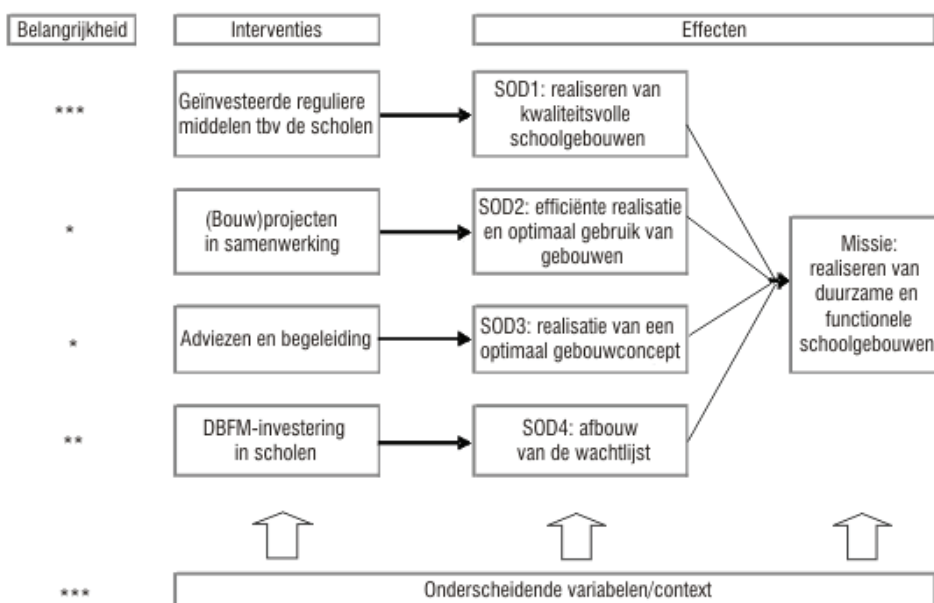 Belangrijkheid
Interventies
Effecten
***
Geïnvesteerde reguliere
middelen tbv de scholen
SOD1: realiseren van
kwaliteitsvolle
schoolgebouwen
*
(Bouw)projecten
in samenwerking
SOD2: efficiënte realisatie
en optimaal gebruik van
gebouwen
Missie:
realiseren van
duurzame en
functionele
schoolgebouwen
*
Adviezen en begeleiding
SOD3: realisatie van een
optimaal gebouwconcept
**
DBFM-investering
in scholen
SOD4: afbouw
van de wachtlijst
***
Onderscheidende variabelen/context